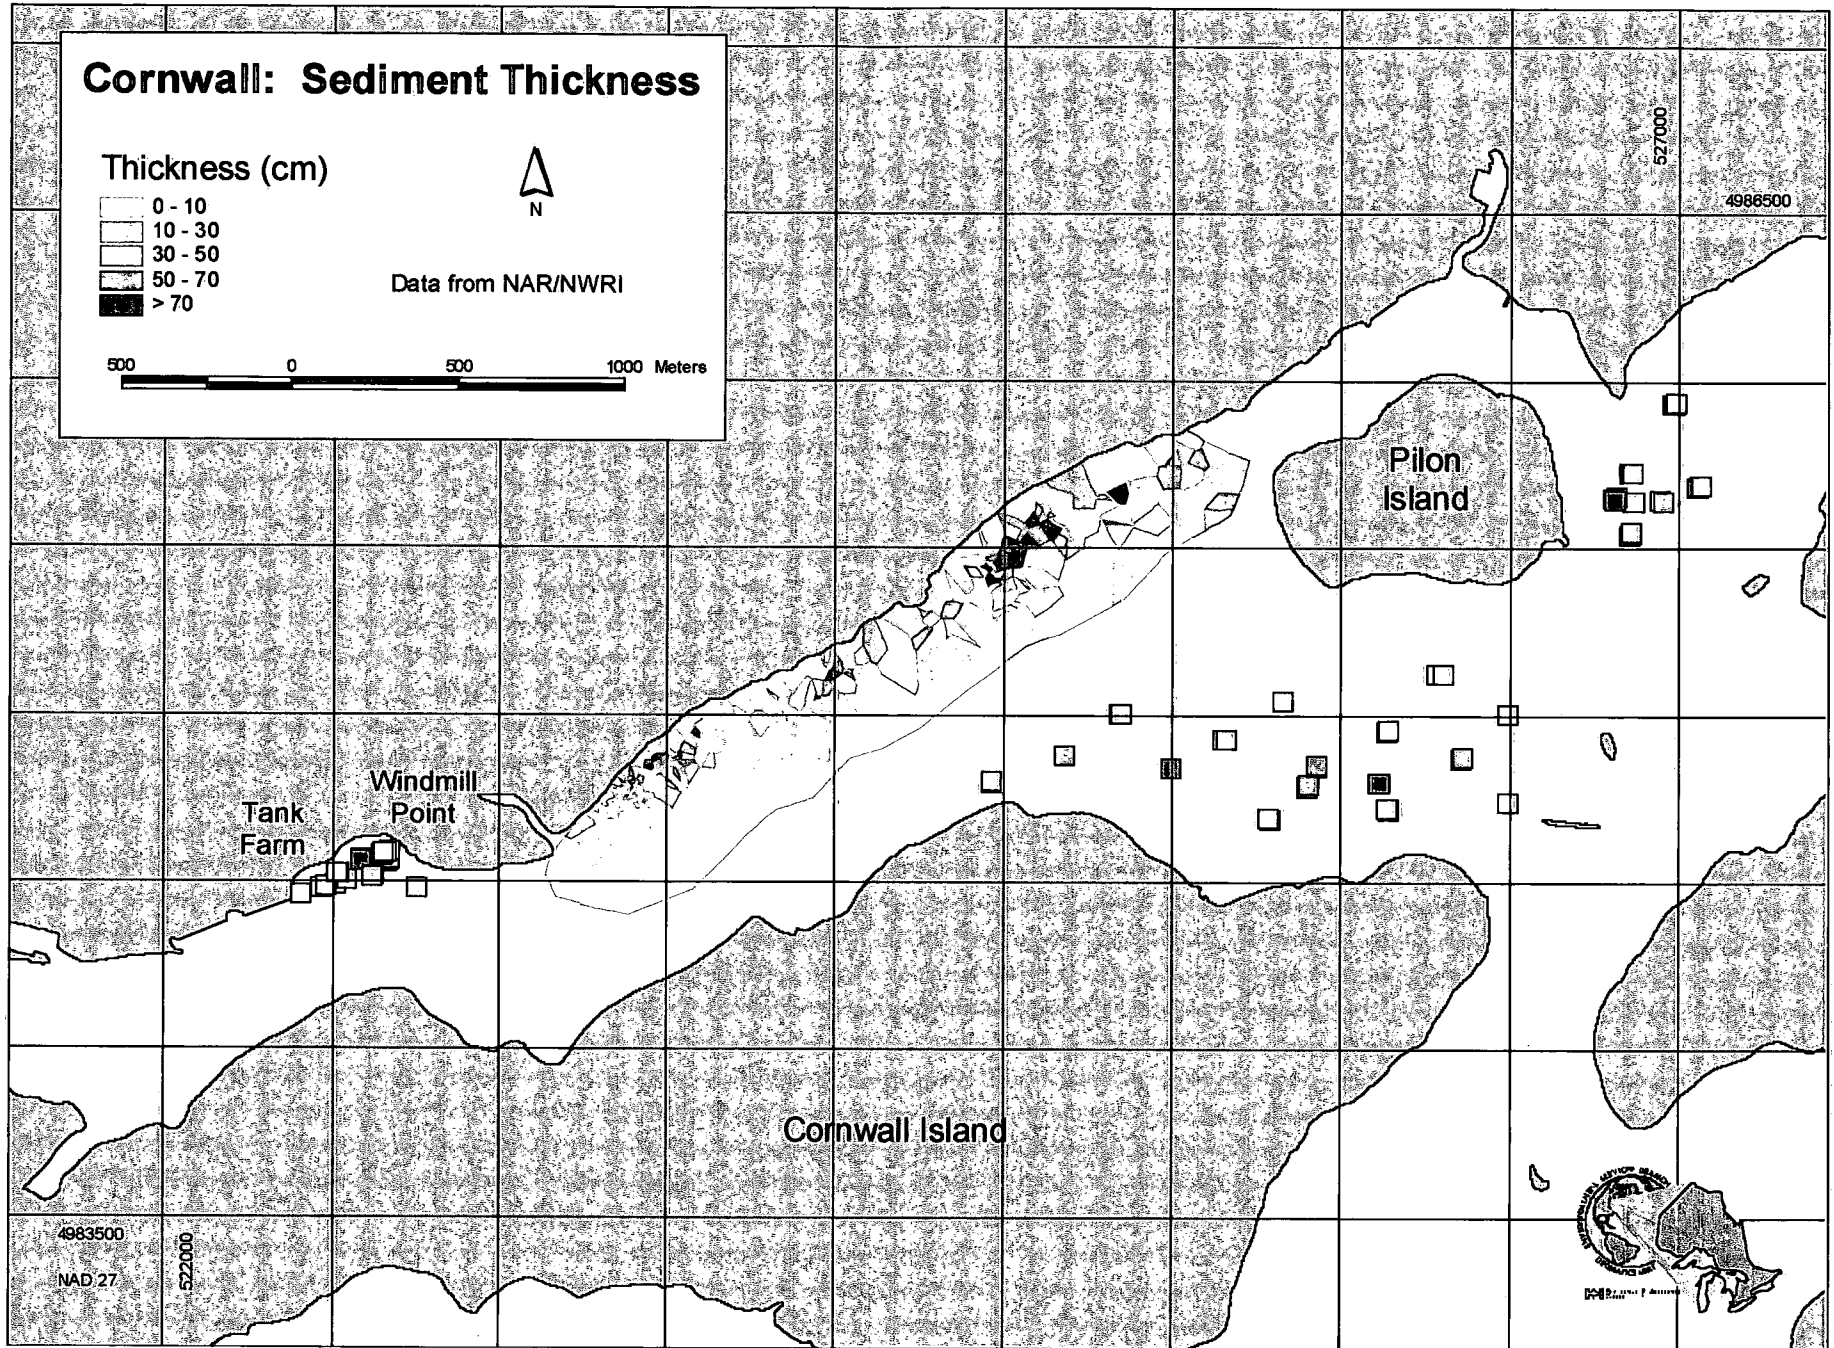 Cornwall: Sediment Thickness
Thickness (cm)
0 - 10
10 - 30
30 - 50
50 - 70
> 70
N
Data from NAR/NWRI
500 0 500 1000 Meters
527000
4986500
Pilon
Island
Windmill
Point
Tank
Farm
Cornwall Island
4983500
522000
NAD 27